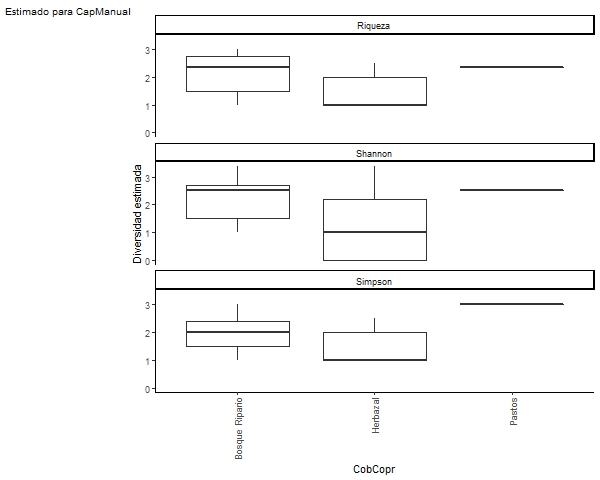 Estimado para CapManual
Riqueza
3
2
1
0
Shannon
3
2
1
0
Simpson
3
2
1
0
Diversidad estimada
Bosque Ripario
Herbazal
Pastos
CobCopr